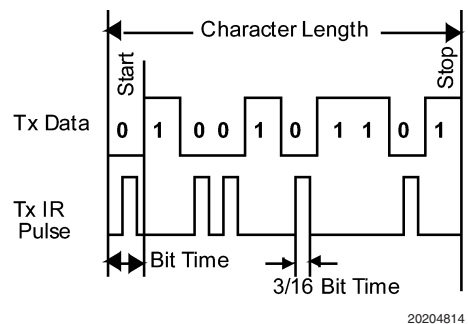 Character Length
Start
Stop
Tx Data
0 1 0 0 1 0 1 1 0 1
Tx IR
Pulse
Bit Time
3/16 Bit Time
20204814